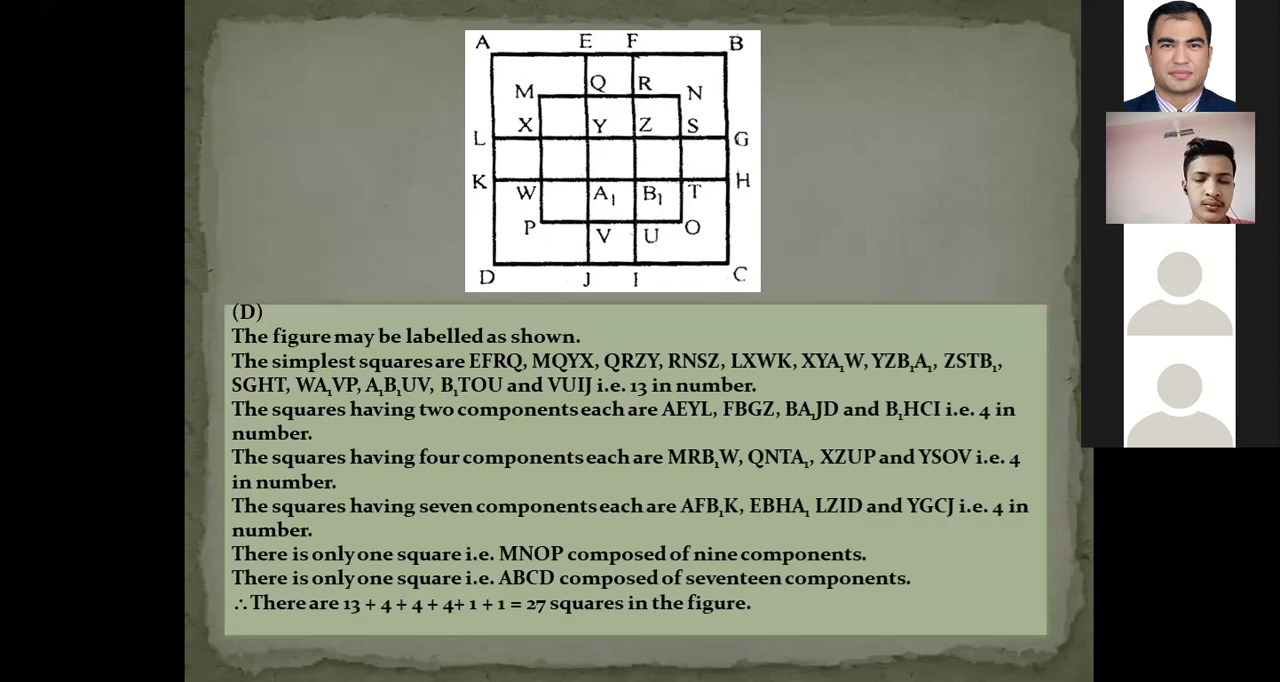 A E F B
Q R
M N
X Y Z S
L G
K H
W A₁ B₁ T
P O
V U
D J I C
(D)
The figure may be labelled as shown.
The simplest squares are EFRQ, MQYX, QRZY, RNSZ, LXWK, XYA₁W, YZB₁A₁, ZSTB₁,
SGHT, WA₁VP, A₁B₁UV, B₁TOU and VUIJ i.e. 13 in number.
The squares having two components each are AEYL, FBGZ, BA₁JD and B₁HCI i.e. 4 in
number.
The squares having four components each are MRB₁W, QNTA₁, XZUP and YSOV i.e. 4
in number.
The squares having seven components each are AFB₁K, EBHA₁ LZID and YGCJ i.e. 4 in
number.
There is only one square i.e. MNOP composed of nine components.
There is only one square i.e. ABCD composed of seventeen components.
∴There are 13 + 4 + 4 + 4+ 1 + 1 = 27 squares in the figure.